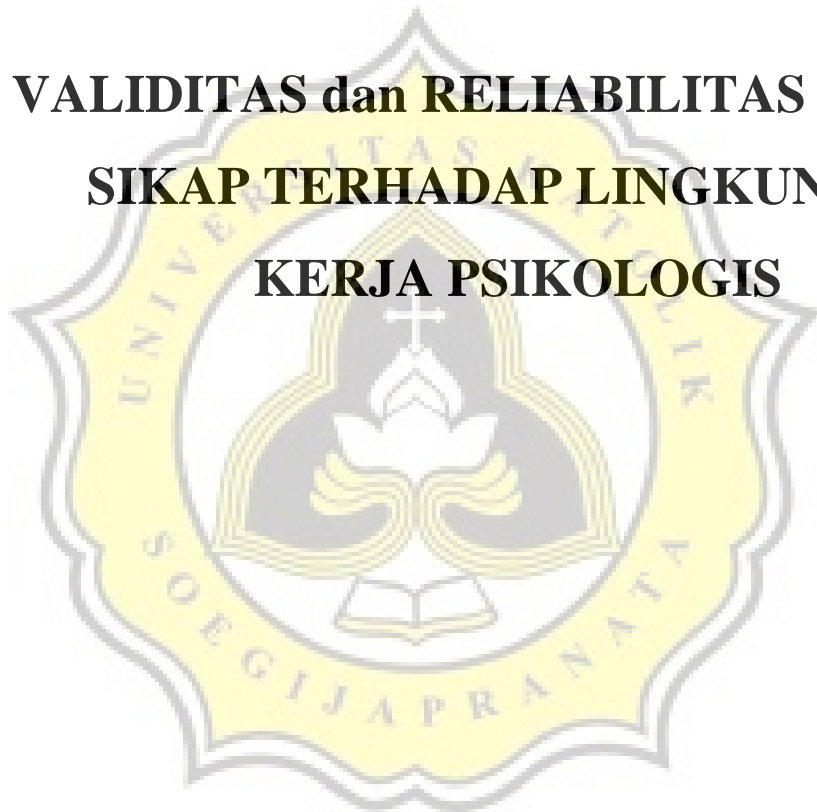 VALIDITAS dan RELIABILITAS
SIKAP TERHADAP LINGKUN
KERJA PSIKOLOGIS
UNIVERSITAS KATOLIK
SOEGIJAPRANATA